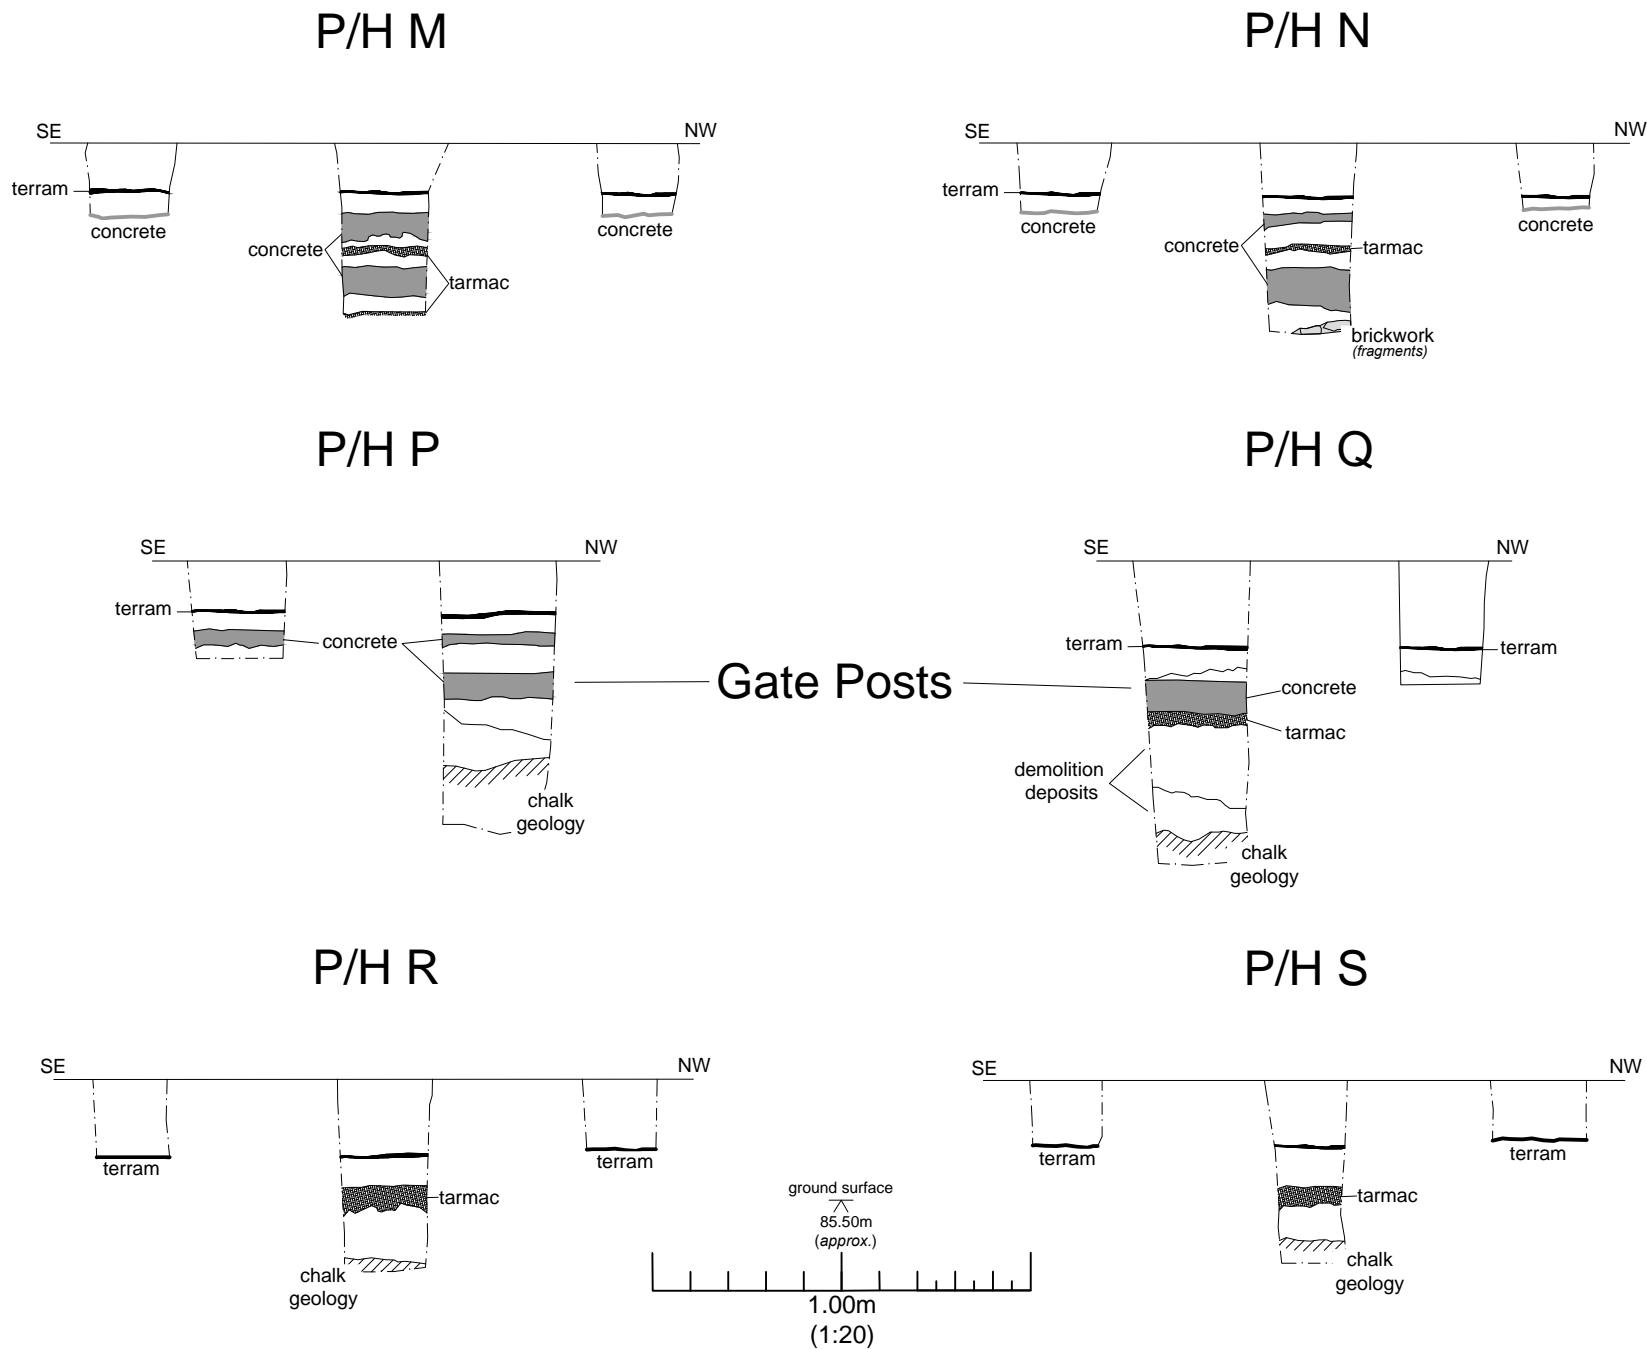 P/H M
SE
NW
terram
concrete
concrete
tarmac
concrete
P/H N
SE
NW
terram
concrete
concrete
tarmac
brickwork
(fragments)
concrete
P/H P
SE
NW
terram
concrete
chalk
geology
Gate Posts
P/H Q
SE
NW
terram
terram
concrete
tarmac
demolition
deposits
chalk
geology
P/H R
SE
NW
terram
tarmac
terram
chalk
geology
P/H S
SE
NW
terram
tarmac
terram
chalk
geology
ground surface
85.50m
(approx.)
1.00m
(1:20)